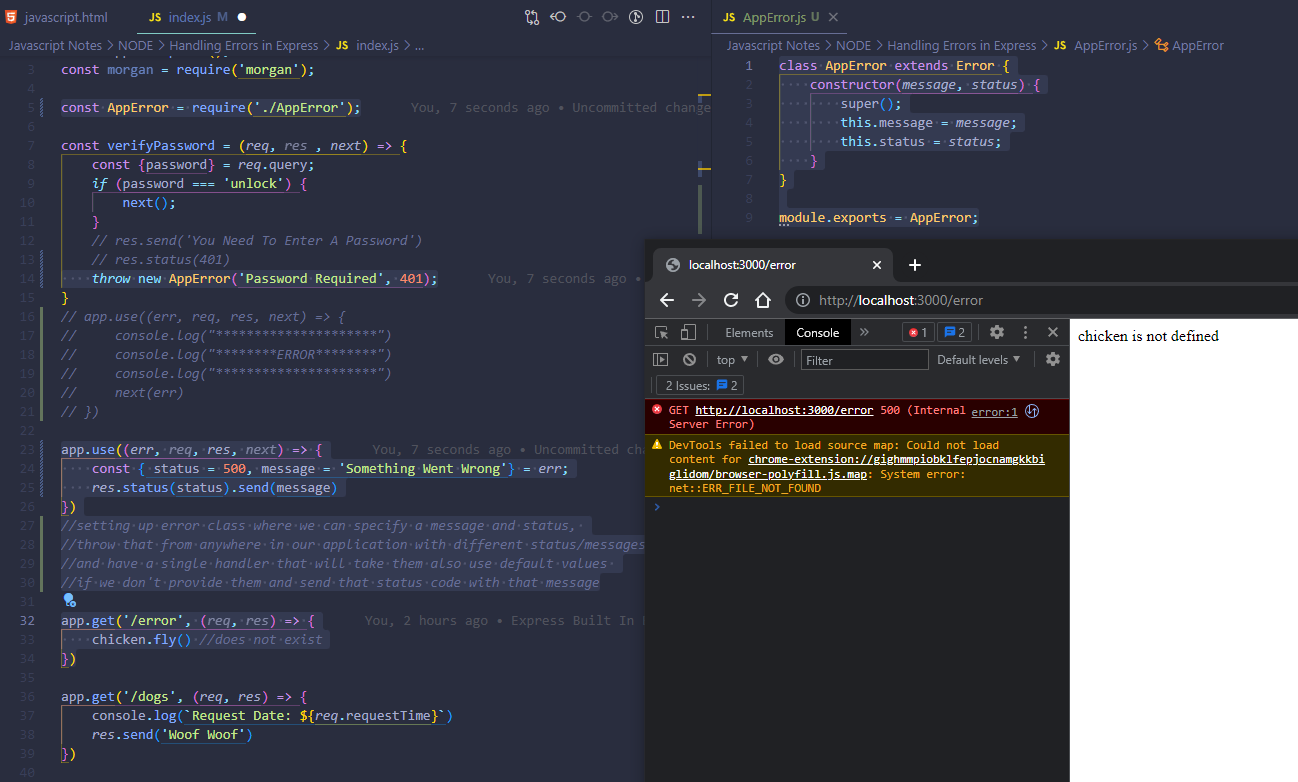 javascript.html
JS index.js M
Javascript Notes > NODE > Handling Errors in Express > JS index.js > ...
3 const morgan = require('morgan');
4
5 const AppError = require('./AppError'); You, 7 seconds ago • Uncommitted change
6
7 const verifyPassword = (req, res , next) => {
8 const {password} = req.query;
9 if (password === 'unlock') {
10 next();
11 }
12 // res.send('You Need To Enter A Password')
13 // res.status(401)
14 throw new AppError('Password Required', 401); You, 7 seconds ago •
15 }
16 // app.use((err, req, res, next) => {
17 // console.log("*********************")
18 // console.log("********ERROR********")
19 // console.log("*********************")
20 // next(err)
21 // })
22
23 app.use((err, req, res, next) => { You, 7 seconds ago • Uncommitted cha
24 const { status = 500, message = 'Something Went Wrong'} = err;
25 res.status(status).send(message)
26 })
27 //setting up error class where we can specify a message and status,
28 //throw that from anywhere in our application with different status/messages
29 //and have a single handler that will take them also use default values
30 //if we don't provide them and send that status code with that message
31
32 app.get('/error', (req, res) => { You, 2 hours ago • Express Built In
33 chicken.fly() //does not exist
34 })
35
36 app.get('/dogs', (req, res) => {
37 console.log(`Request Date: ${req.requestTime}`)
38 res.send('Woof Woof')
39 })
40
JS AppError.js U
Javascript Notes > NODE > Handling Errors in Express > JS AppError.js > AppError
1 class AppError extends Error {
2 constructor(message, status) {
3 super();
4 this.message = message;
5 this.status = status;
6 }
7 }
8
9 module.exports = AppError;
localhost:3000/error
http://localhost:3000/error
Elements Console » 1 2
top Filter Default levels
2 Issues: 2
GET http://localhost:3000/error 500 (Internal error:1
Server Error)
DevTools failed to load source map: Could not load
content for chrome-extension://gighmmpiobklfepjocnamgkkbi
glidom/browser-polyfill.js.map: System error:
net::ERR_FILE_NOT_FOUND
chicken is not defined